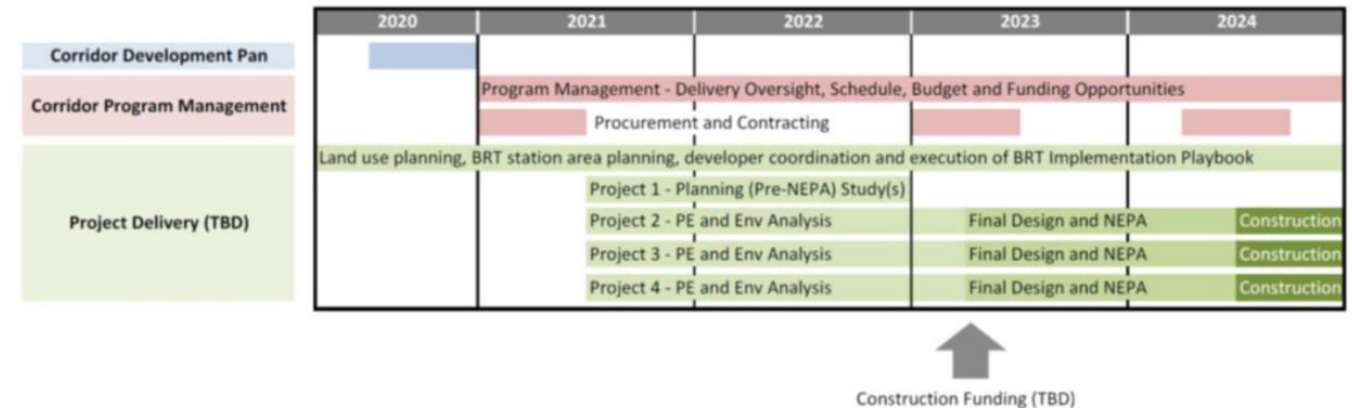 2020 2021 2022 2023 2024
Corridor Development Pan
Corridor Program Management
Program Management - Delivery Oversight, Schedule, Budget and Funding Opportunities
Procurement and Contracting
Project Delivery (TBD)
Land use planning, BRT station area planning, developer coordination and execution of BRT Implementation Playbook
Project 1 - Planning (Pre-NEPA) Study(s)
Project 2 - PE and Env Analysis Final Design and NEPA Construction
Project 3 - PE and Env Analysis Final Design and NEPA Construction
Project 4 - PE and Env Analysis Final Design and NEPA Construction
Construction Funding (TBD)